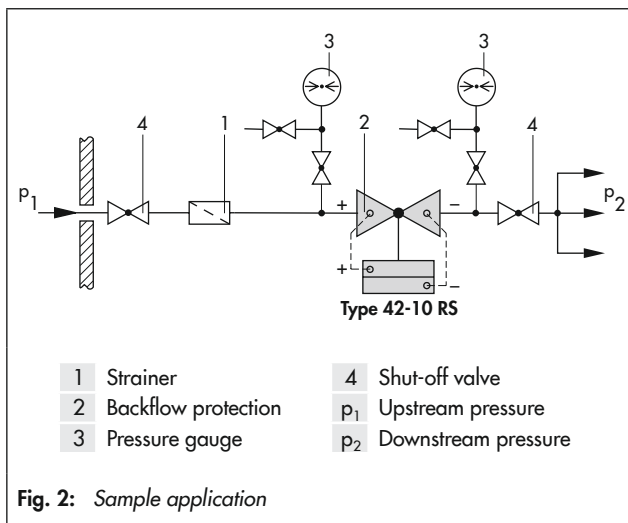 3 3
4 1 2 4
p1 + − p2
+ −
Type 42-10 RS
1 Strainer
2 Backflow protection
3 Pressure gauge
4 Shut-off valve
p1 Upstream pressure
p2 Downstream pressure
Fig. 2: Sample application